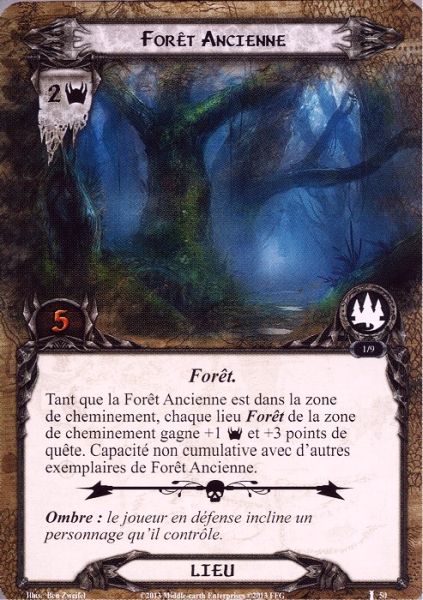 Forêt Ancienne
2
5
1/9
Forêt.
Tant que la Forêt Ancienne est dans la zone
de cheminement, chaque lieu Forêt de la zone
de cheminement gagne +1 et +3 points de
quête. Capacité non cumulative avec d'autres
exemplaires de Forêt Ancienne.
Ombre : le joueur en défense incline un
personnage qu'il contrôle.
LIEU
Illus. Ben Zweifel ©2013 Middle-earth Enterprises ©2013 FFG 50